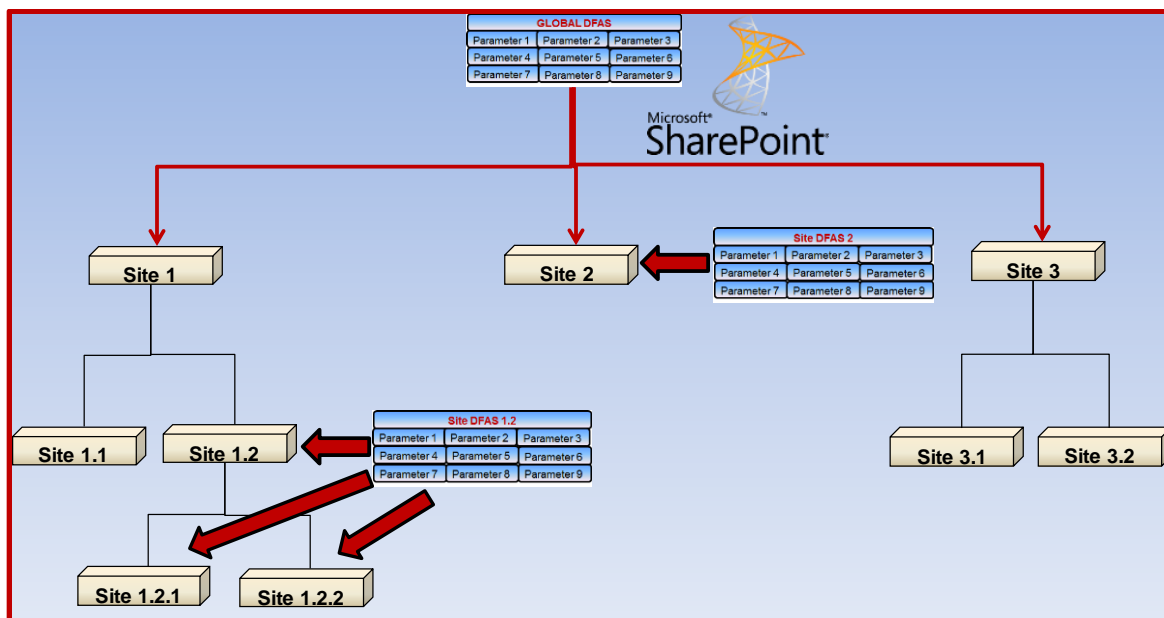 GLOBAL DFAS
Parameter 1 Parameter 2 Parameter 3
Parameter 4 Parameter 5 Parameter 6
Parameter 7 Parameter 8 Parameter 9
Microsoft®
SharePoint®
™
Site 1
Site 2
Site DFAS 2
Parameter 1 Parameter 2 Parameter 3
Parameter 4 Parameter 5 Parameter 6
Parameter 7 Parameter 8 Parameter 9
Site 3
Site 1.1
Site 1.2
Site DFAS 1.2
Parameter 1 Parameter 2 Parameter 3
Parameter 4 Parameter 5 Parameter 6
Parameter 7 Parameter 8 Parameter 9
Site 3.1
Site 3.2
Site 1.2.1
Site 1.2.2